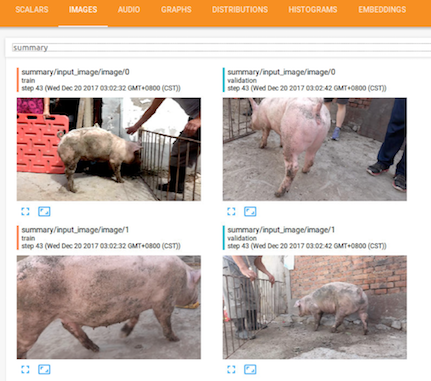 SCALARS IMAGES AUDIO GRAPHS DISTRIBUTIONS HISTOGRAMS EMBEDDINGS
summary
summary/input_image/image/0
train
step 43 (Wed Dec 20 2017 03:02:32 GMT+0800 (CST))
summary/input_image/image/0
validation
step 43 (Wed Dec 20 2017 03:02:42 GMT+0800 (CST))
summary/input_image/image/1
train
step 43 (Wed Dec 20 2017 03:02:32 GMT+0800 (CST))
summary/input_image/image/1
validation
step 43 (Wed Dec 20 2017 03:02:42 GMT+0800 (CST))